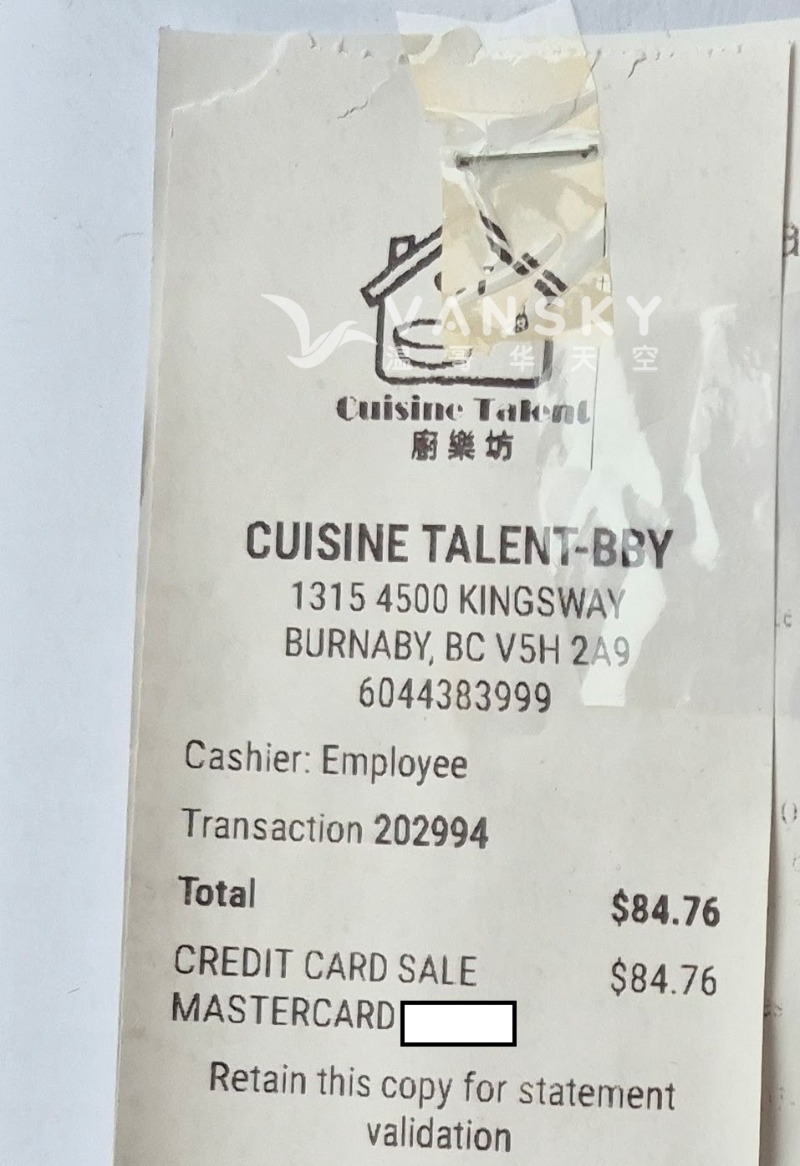 VANSKY
温哥华天空
Cuisine Talent
廚樂坊
CUISINE TALENT-BBY
1315 4500 KINGSWAY
BURNABY, BC V5H 2A9
6044383999
Cashier: Employee
Transaction 202994
Total $84.76
CREDIT CARD SALE $84.76
MASTERCARD
Retain this copy for statement
validation